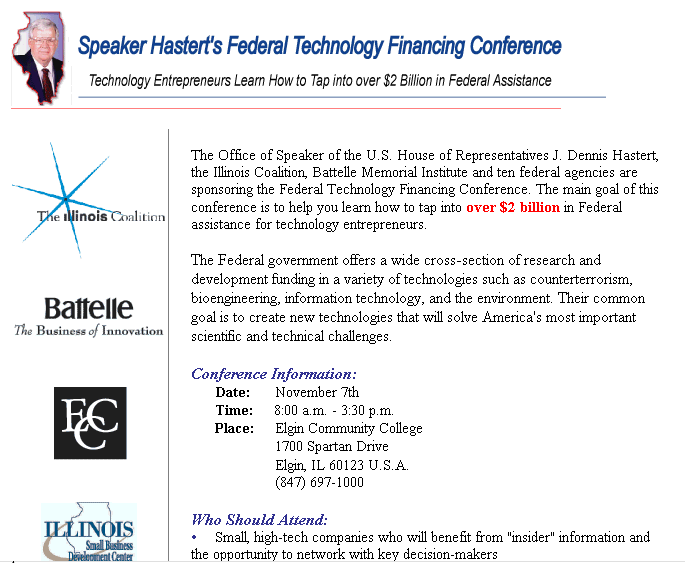 Speaker Hastert's Federal Technology Financing Conference
Technology Entrepreneurs Learn How to Tap into over $2 Billion in Federal Assistance
The Illinois Coalition
Battelle
The Business of Innovation
ECC
ILLINOIS
Small Business
Development Center
The Office of Speaker of the U.S. House of Representatives J. Dennis Hastert,
the Illinois Coalition, Battelle Memorial Institute and ten federal agencies are
sponsoring the Federal Technology Financing Conference. The main goal of this
conference is to help you learn how to tap into over $2 billion in Federal
assistance for technology entrepreneurs.
The Federal government offers a wide cross-section of research and
development funding in a variety of technologies such as counterterrorism,
bioengineering, information technology, and the environment. Their common
goal is to create new technologies that will solve America's most important
scientific and technical challenges.
Conference Information:
Date: November 7th
Time: 8:00 a.m. - 3:30 p.m.
Place: Elgin Community College
1700 Spartan Drive
Elgin, IL 60123 U.S.A.
(847) 697-1000
Who Should Attend:
• Small, high-tech companies who will benefit from "insider" information and
the opportunity to network with key decision-makers